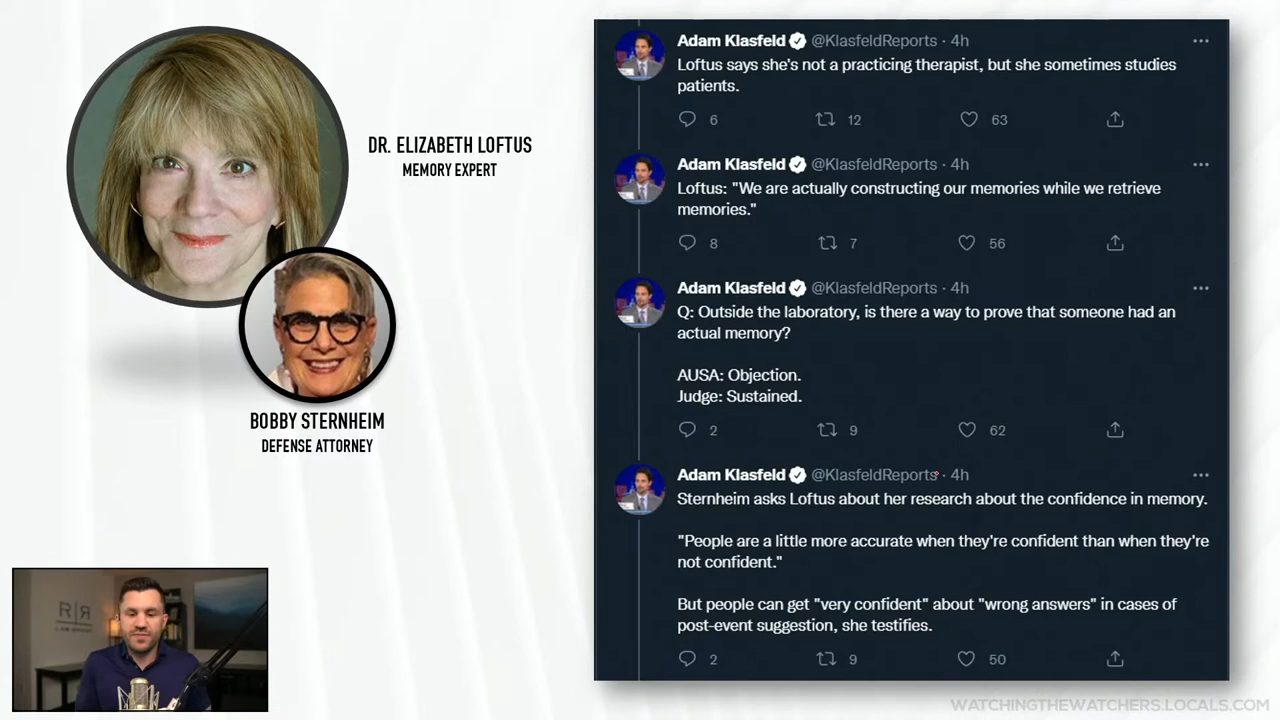 DR. ELIZABETH LOFTUS
MEMORY EXPERT
BOBBY STERNHEIM
DEFENSE ATTORNEY
R|R
LAW GROUP
Adam Klasfeld @KlasfeldReports · 4h
Loftus says she's not a practicing therapist, but she sometimes studies
patients.
6 12 63
Adam Klasfeld @KlasfeldReports · 4h
Loftus: "We are actually constructing our memories while we retrieve
memories."
8 7 56
Adam Klasfeld @KlasfeldReports · 4h
Q: Outside the laboratory, is there a way to prove that someone had an
actual memory?
AUSA: Objection.
Judge: Sustained.
2 9 62
Adam Klasfeld @KlasfeldReports · 4h
Sternheim asks Loftus about her research about the confidence in memory.
"People are a little more accurate when they're confident than when they're
not confident."
But people can get "very confident" about "wrong answers" in cases of
post-event suggestion, she testifies.
2 9 50
WATCHINGTHEWATCHERS.LOCALS.COM